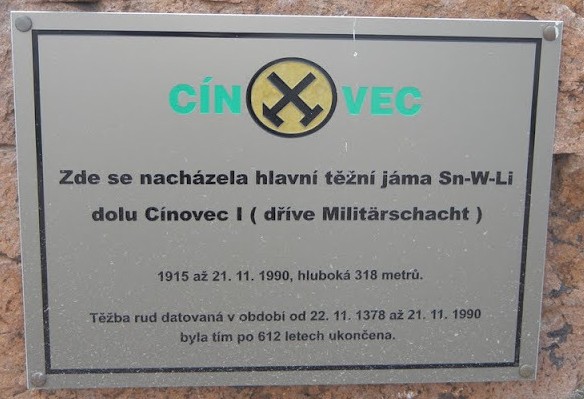 CÍNOVEC
Zde se nacházela hlavní těžní jáma Sn-W-Li
dolu Cínovec I ( dříve Militärschacht )
1915 až 21. 11. 1990, hluboká 318 metrů.
Těžba rud datovaná v období od 22. 11. 1378 až 21. 11. 1990
byla tím po 612 letech ukončena.